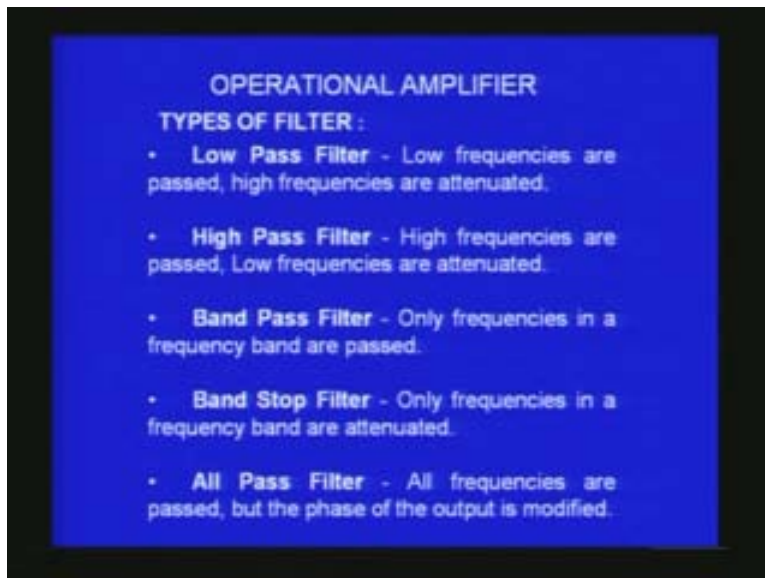 OPERATIONAL AMPLIFIER
TYPES OF FILTER :
• Low Pass Filter - Low frequencies are
passed, high frequencies are attenuated.
• High Pass Filter - High frequencies are
passed, Low frequencies are attenuated.
• Band Pass Filter - Only frequencies in a
frequency band are passed.
• Band Stop Filter - Only frequencies in a
frequency band are attenuated.
• All Pass Filter - All frequencies are
passed, but the phase of the output is modified.